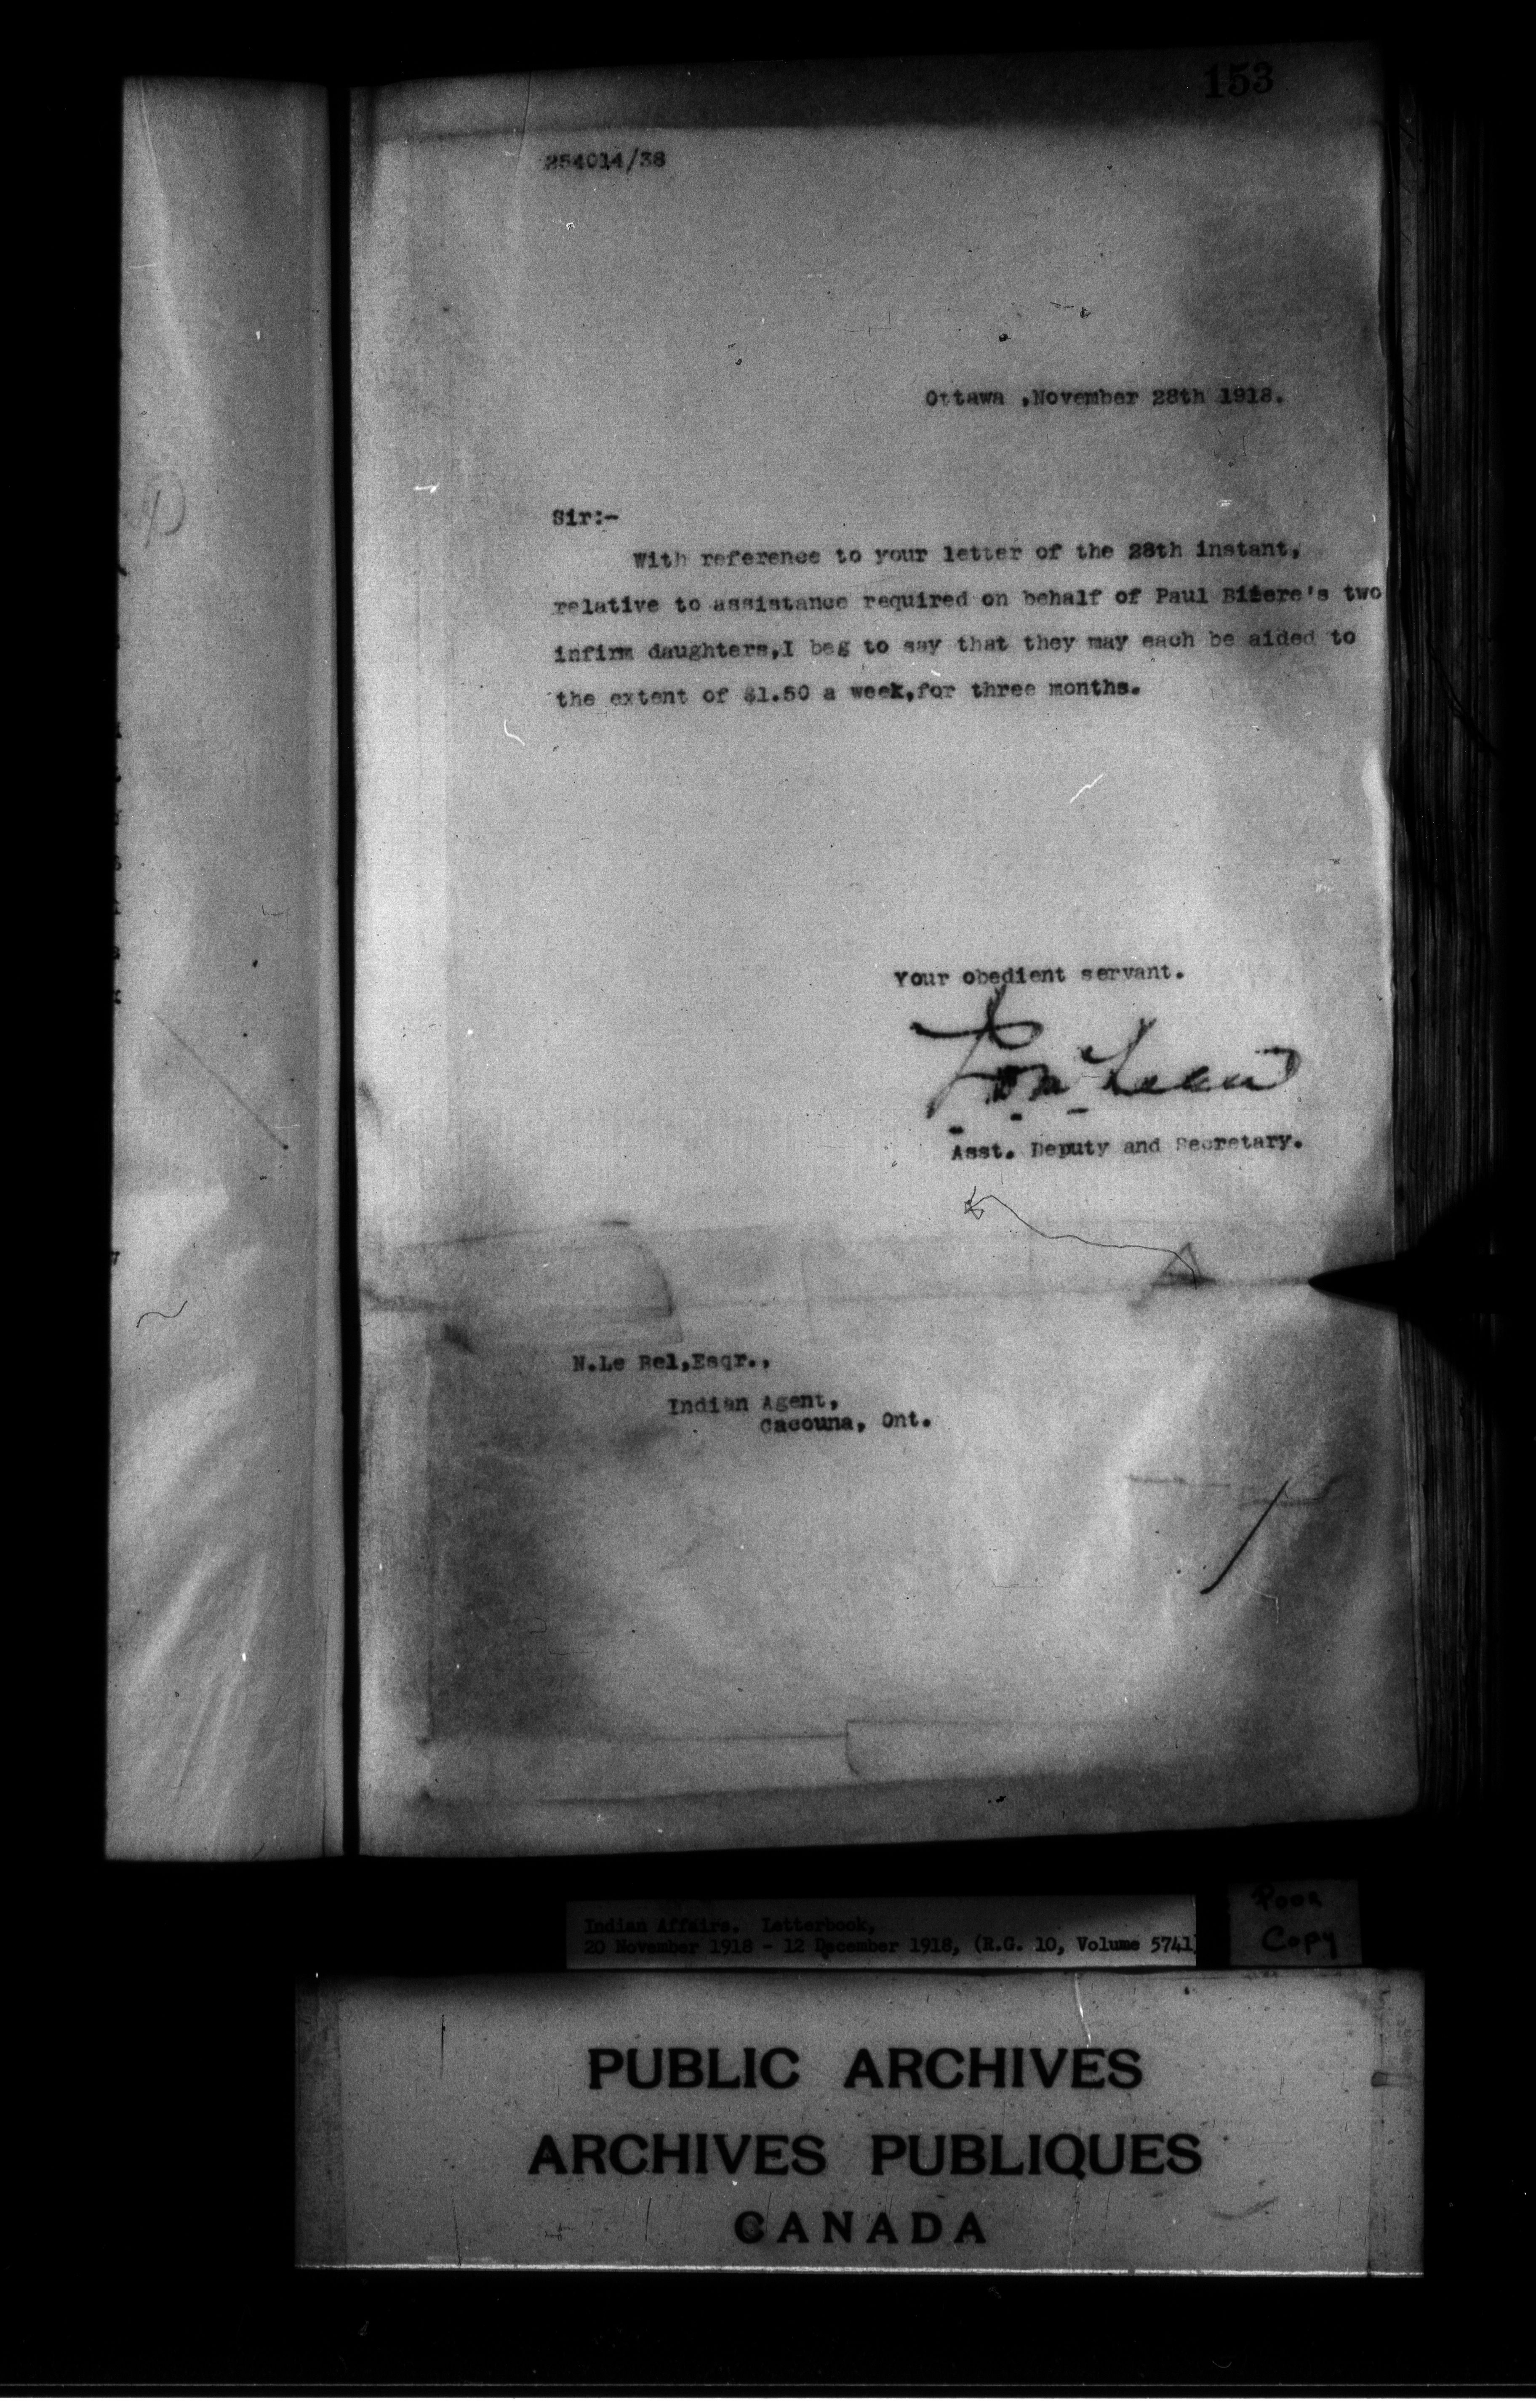 153
254014/38
Ottawa ,November 28th 1918.
Sir:-
With reference to your letter of the 28th instant,
relative to assistance required on behalf of Paul two
infirm daughters,I beg to say that they may each be aided to
the extent of $1.50 a week,for three months.
Your obedient servant.
Asst. Deputy and Secretary.
N.Le Bel,Esqr.,
Indian Agent,
Cacouna, Ont.
Indian Affairs. Letterbook,
20 November 1918 - 12 December 1918, (R.G. 10, Volume 5741)
Poor
Copy
PUBLIC ARCHIVES
ARCHIVES PUBLIQUES
CANADA